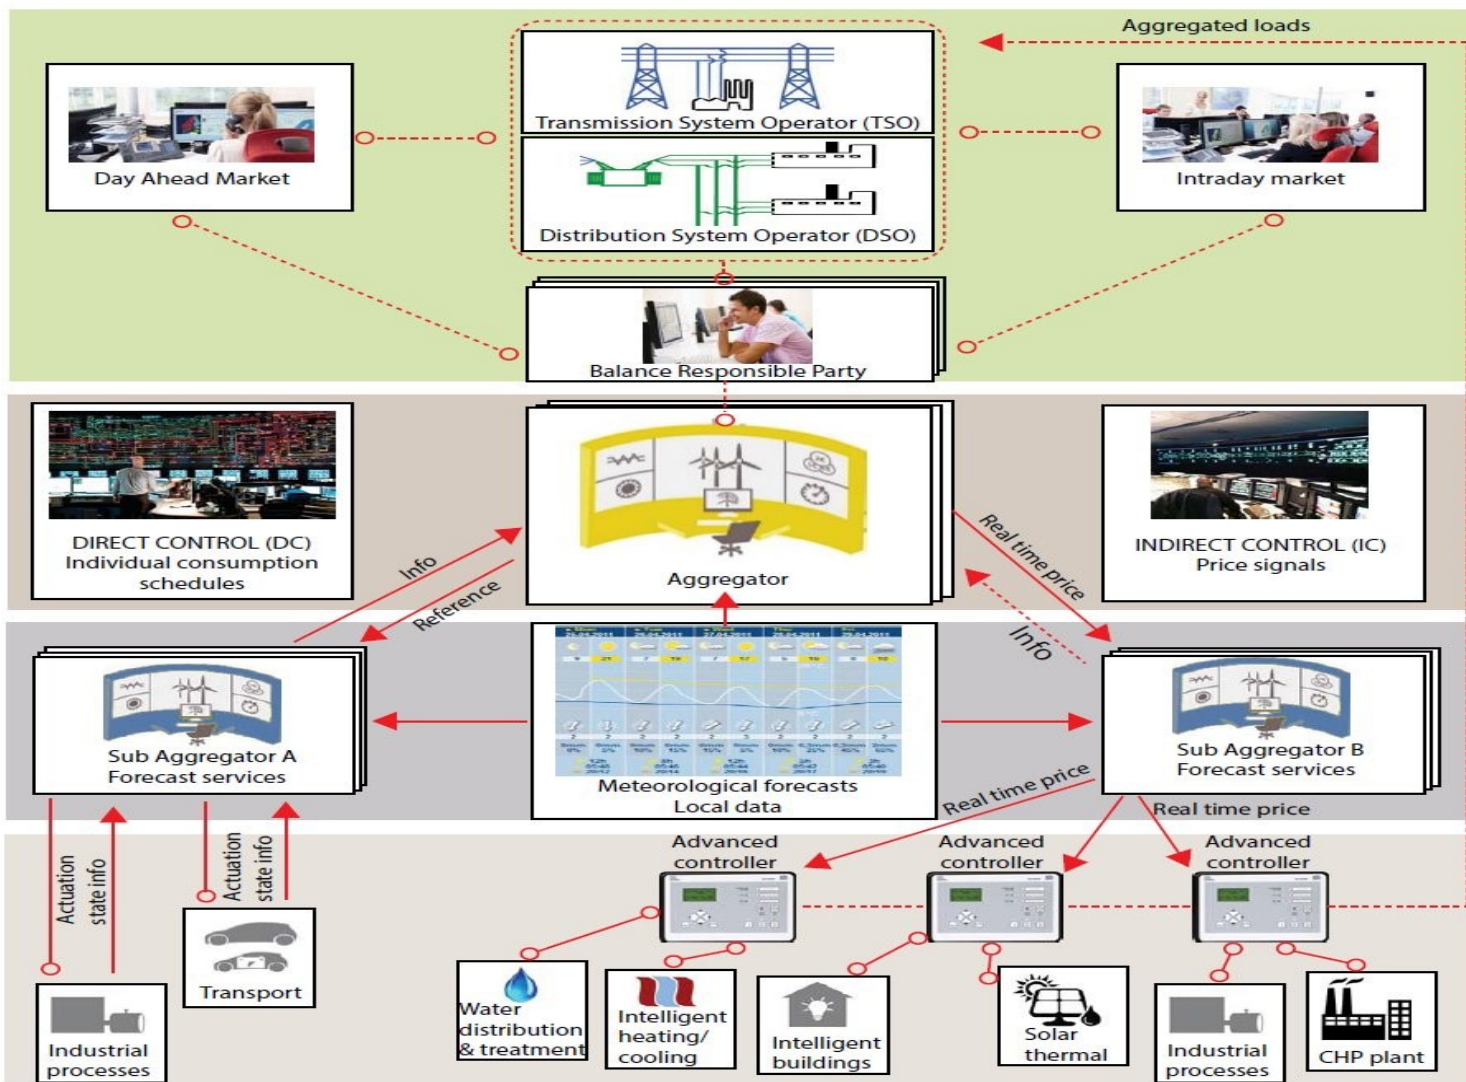 Aggregated loads
Transmission System Operator (TSO)
Day Ahead Market
Intraday market
Distribution System Operator (DSO)
Balance Responsible Party
DIRECT CONTROL (DC)
Individual consumption
schedules
Info
Reference
Aggregator
Real time price
Info
INDIRECT CONTROL (IC)
Price signals
Sub Aggregator A
Forecast services
Meteorological forecasts
Local data
Sub Aggregator B
Forecast services
Real time price
Real time price
Actuation
state info
Actuation
state info
Advanced
controller
Advanced
controller
Advanced
controller
Industrial
processes
Transport
Water
distribution
& treatment
Intelligent
heating/
cooling
Intelligent
buildings
Solar
thermal
Industrial
processes
CHP plant